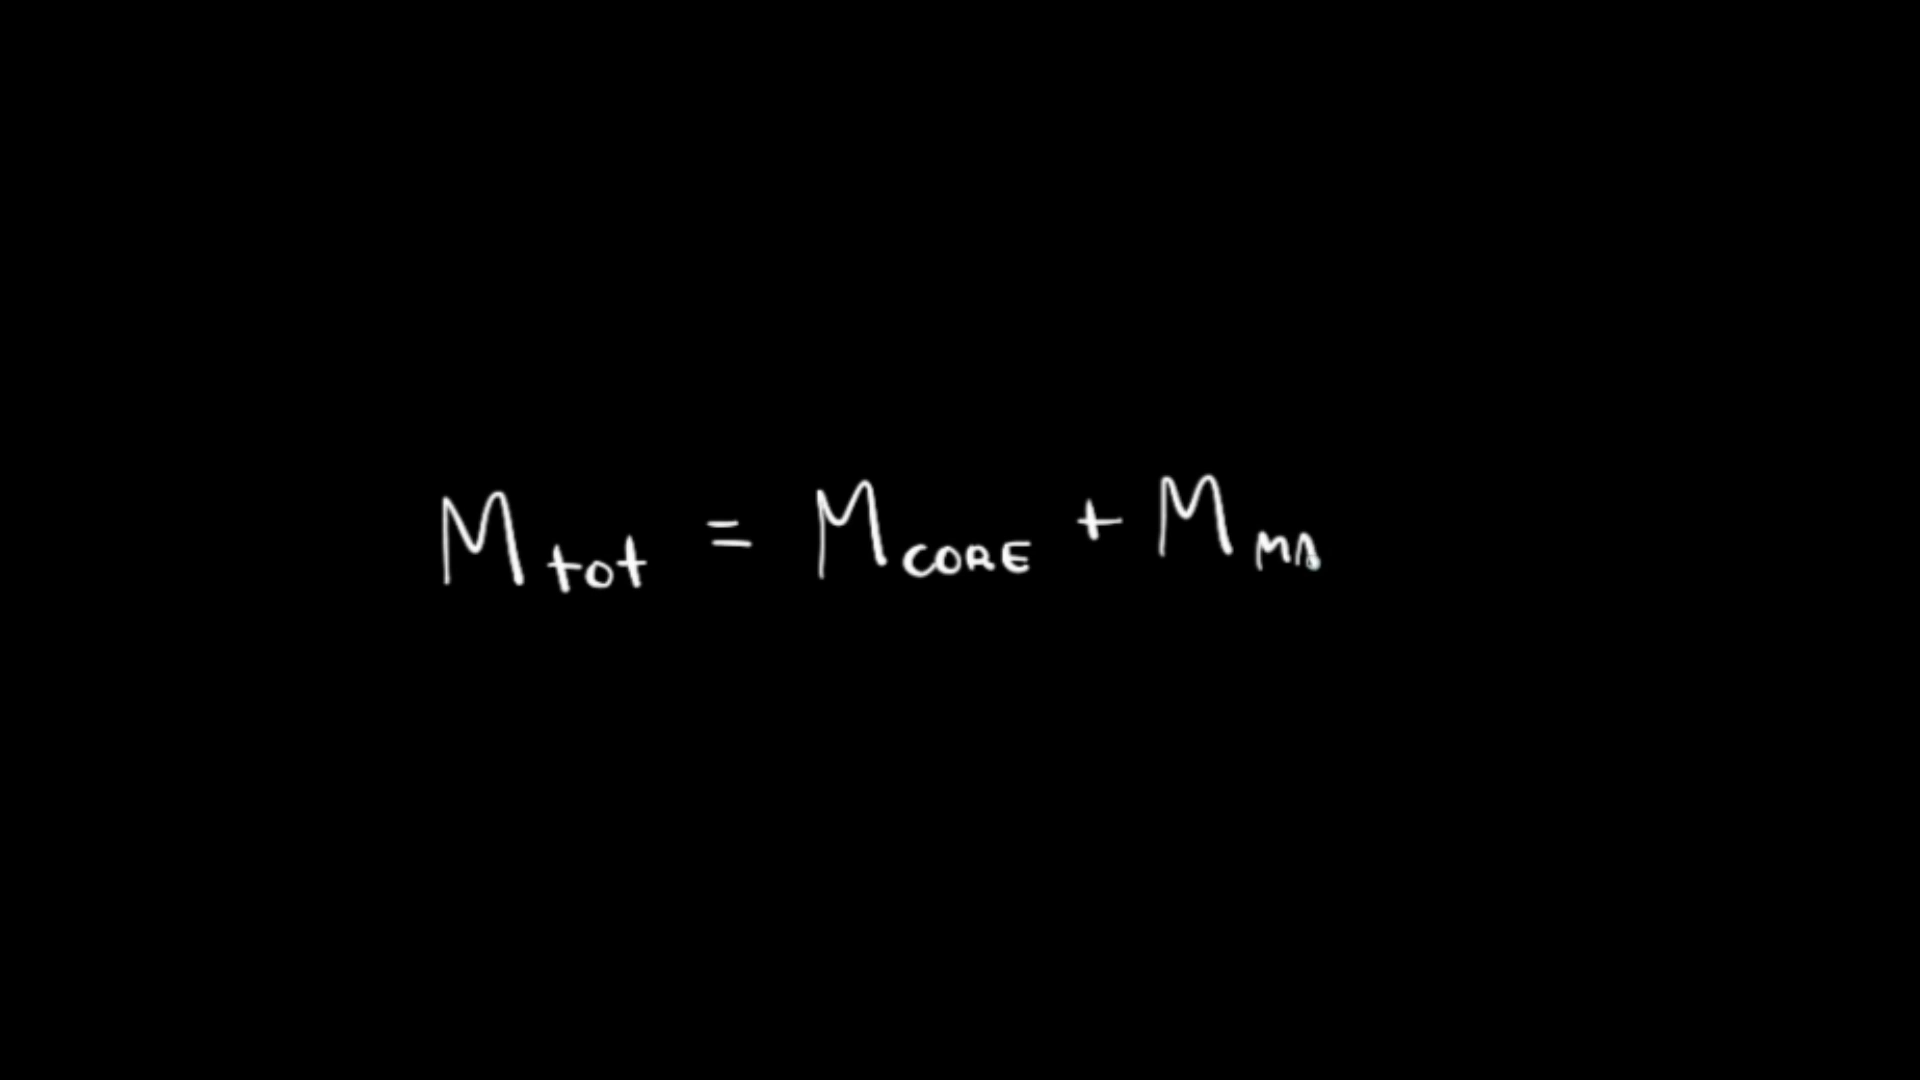 M tot = M CORE + M MA